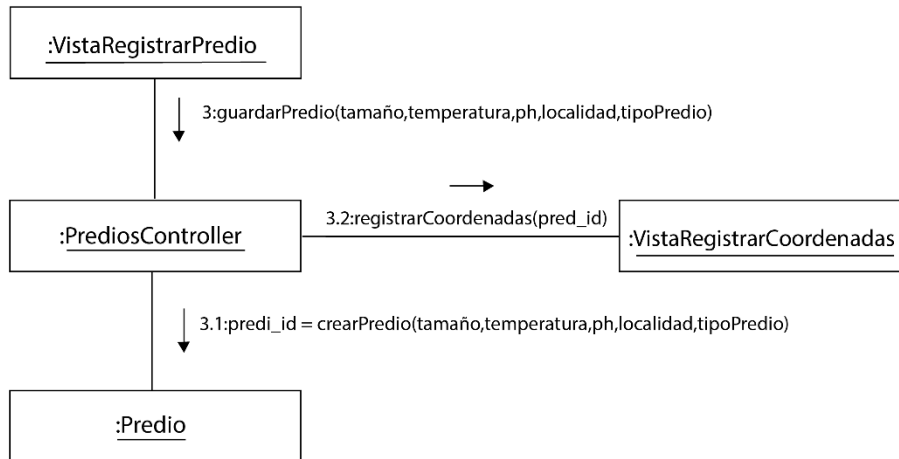 :VistaRegistrarPredio
3:guardarPredio(tamaño,temperatura,ph,localidad,tipoPredio)
:PrediosController
3.2:registrarCoordenadas(pred_id)
:VistaRegistrarCoordenadas
3.1:predi_id = crearPredio(tamaño,temperatura,ph,localidad,tipoPredio)
:Predio